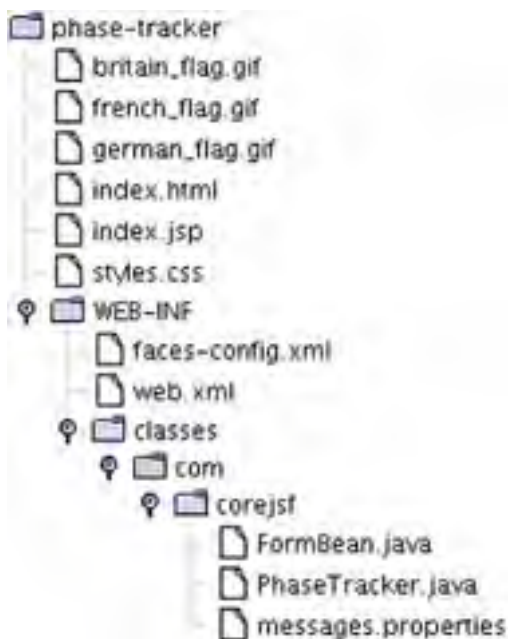 phase-tracker
britain_flag.gif
french_flag.gif
german_flag.gif
index.html
index.jsp
styles.css
WEB-INF
faces-config.xml
web.xml
classes
com
corejsf
FormBean.java
PhaseTracker.java
messages.properties